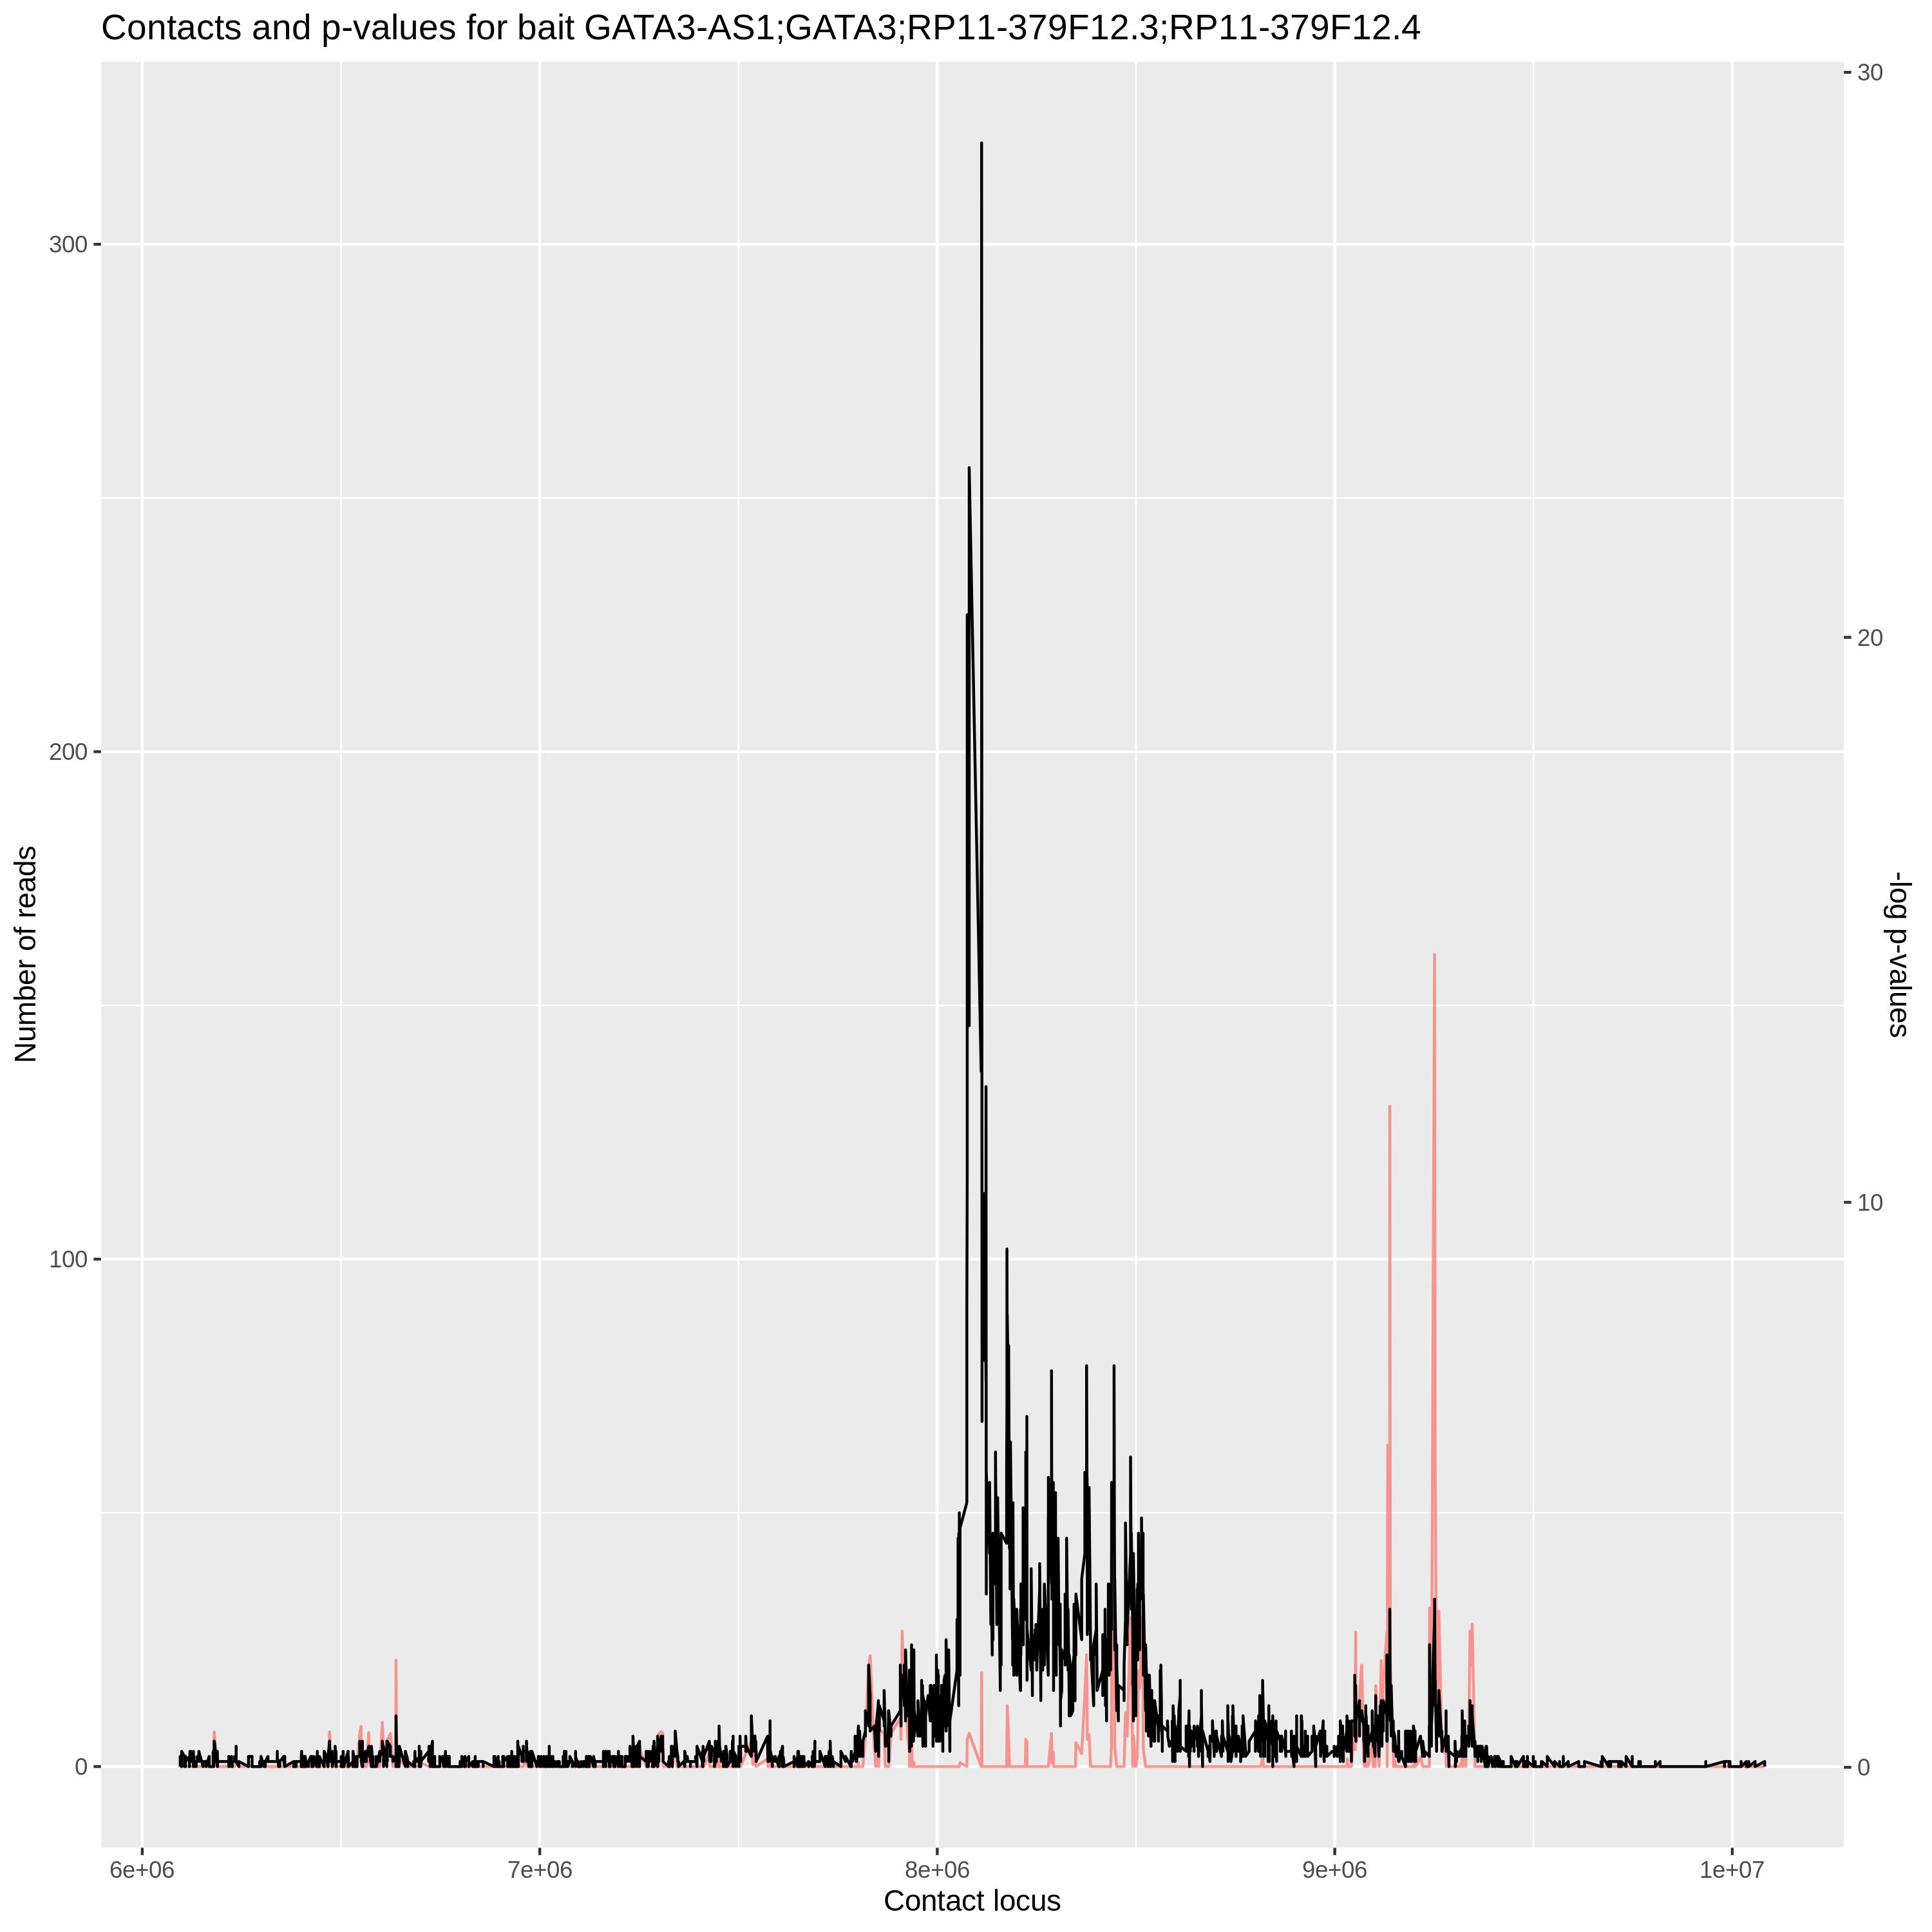 Contacts and p-values for bait GATA3-AS1;GATA3;RP11-379F12.3;RP11-379F12.4
30
300
20
200
Number of reads
-log p-values
10
100
0
0
6e+06
7e+06
8e+06
9e+06
1e+07
Contact locus